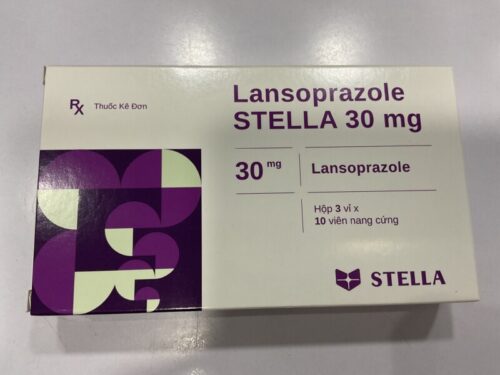 Rx Thuốc Kê Đơn
Lansoprazole
STELLA 30 mg
30 mg
Lansoprazole
Hộp 3 vỉ x
10 viên nang cứng
STELLA